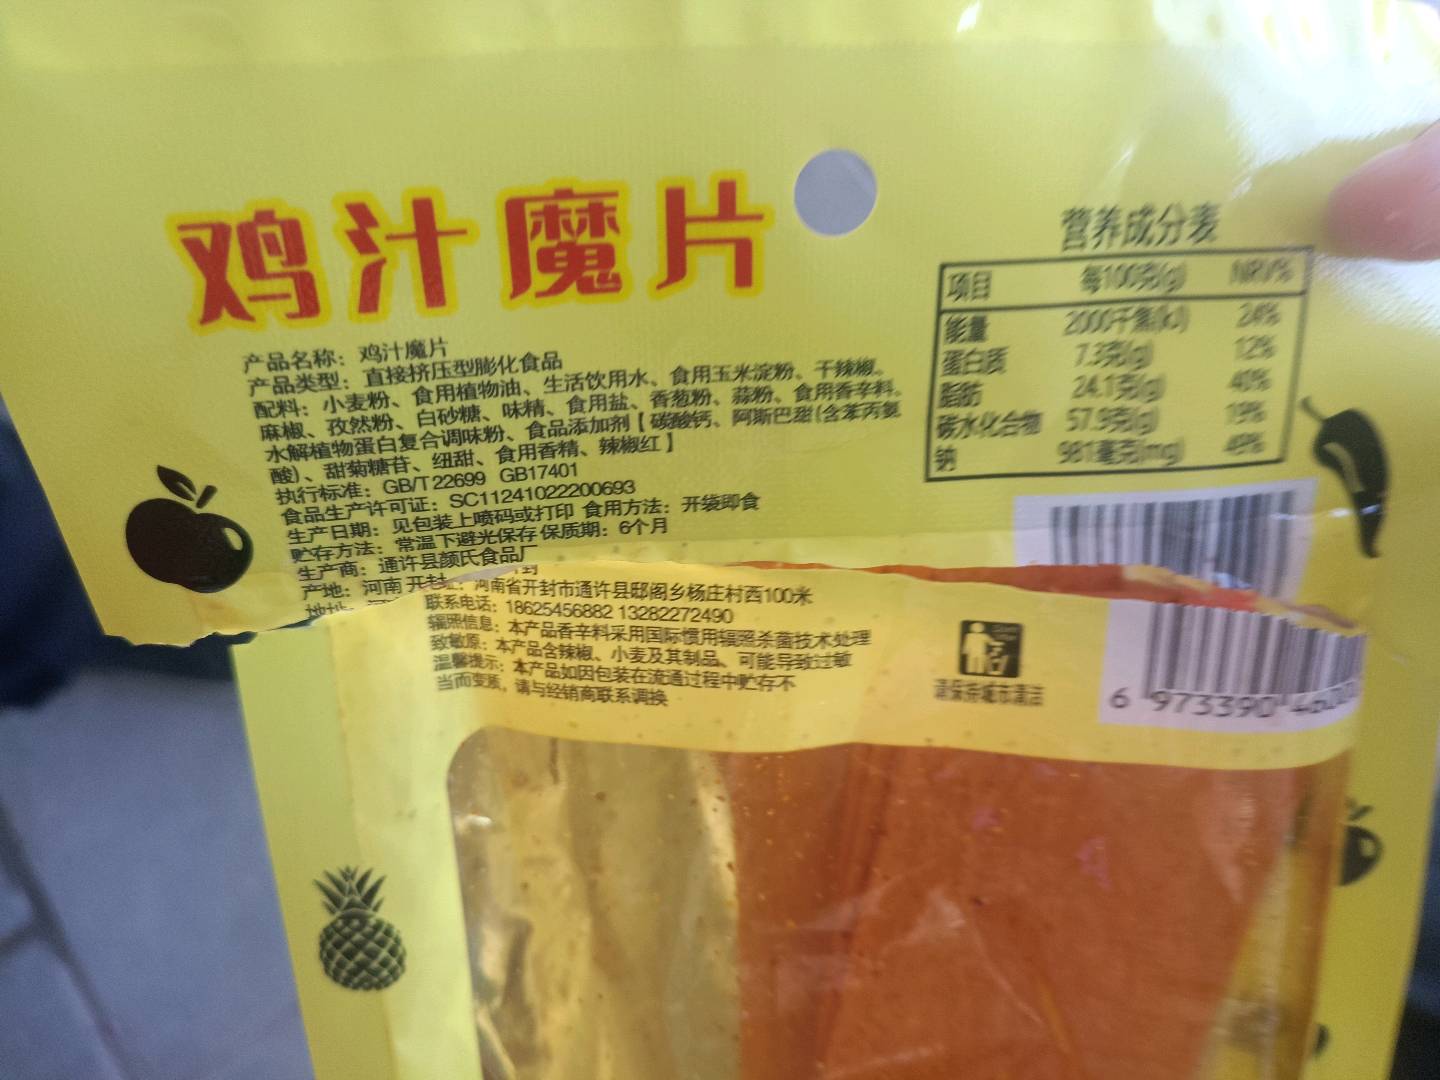 鸡汁魔片
产品名称：鸡汁魔片
产品类型：直接挤压型膨化食品
配料：小麦粉、食用植物油、生活饮用水、食用玉米淀粉、干辣椒、
麻椒、孜然粉、白砂糖、味精、食用盐、香葱粉、蒜粉、食用香辛料、
水解植物蛋白复合调味粉、食品添加剂【碳酸钙、阿斯巴甜(含苯丙氨
酸)、甜菊糖苷、纽甜、食用香精、辣椒红】
执行标准：GB/T22699 GB17401
食品生产许可证：SC11241022200693
生产日期：见包装上喷码或打印 食用方法：开袋即食
贮存方法：常温下避光保存 保质期：6个月
生产商：通许县颜氏食品厂
产地：河南 开封
地址：河南省开封市通许县邸阁乡杨庄村西100米
联系电话：18625456882 13282272490
辐照信息：本产品香辛料采用国际惯用辐照杀菌技术处理
致敏原：本产品含辣椒、小麦及其制品、可能导致过敏
温馨提示：本产品如因包装在流通过程中贮存不
当而变质，请与经销商联系调换
营养成分表
项目 每100克(g) NRV%
能量 2000千焦(kJ) 24%
蛋白质 7.3克(g) 12%
脂肪 24.1克(g) 40%
碳水化合物 57.9克(g) 19%
钠 981毫克(mg) 49%
请保持城市清洁
6 973390 4600